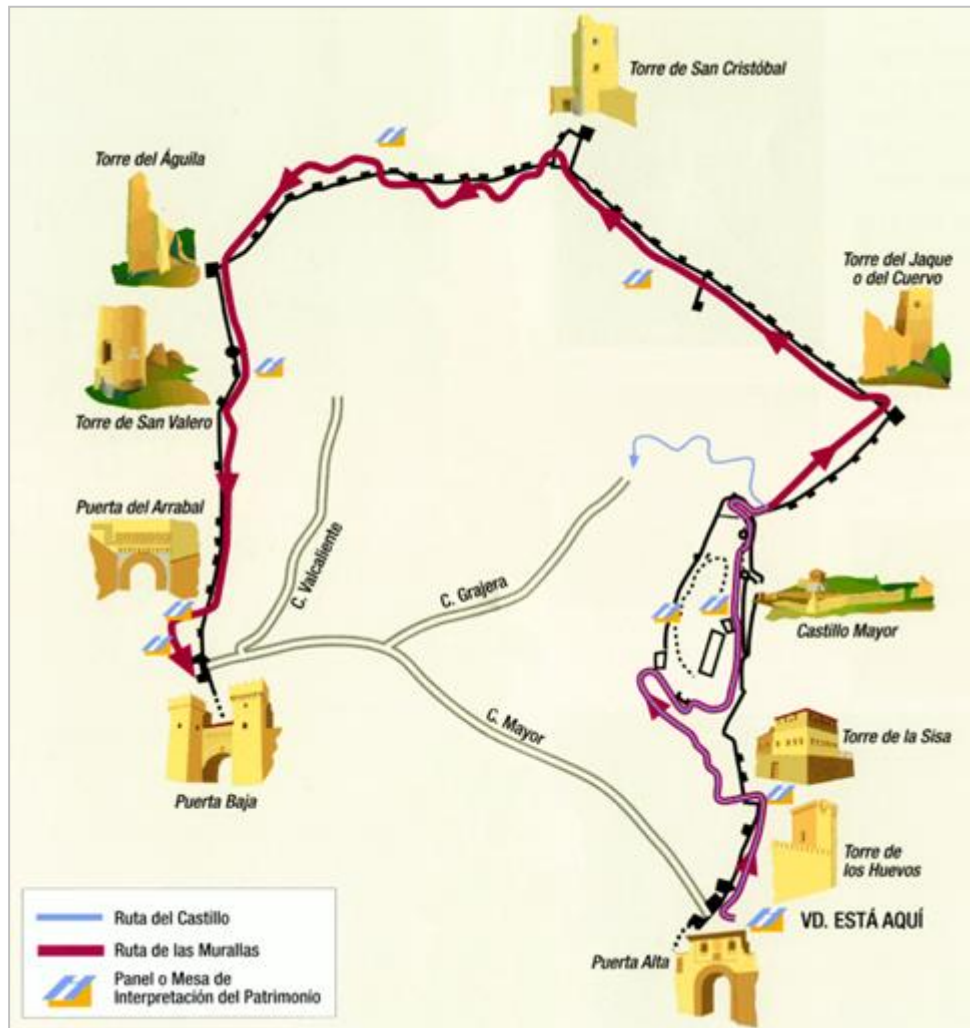 Torre de San Cristóbal
Torre del Águila
Torre del Jaque
o del Cuervo
Torre de San Valero
Puerta del Arrabal
C. Valcaliente
C. Grajera
Castillo Mayor
C. Mayor
Torre de la Sisa
Puerta Baja
Torre de
los Huevos
VD. ESTÁ AQUÍ
Puerta Alta
Ruta del Castillo
Ruta de las Murallas
Panel o Mesa de
Interpretación del Patrimonio